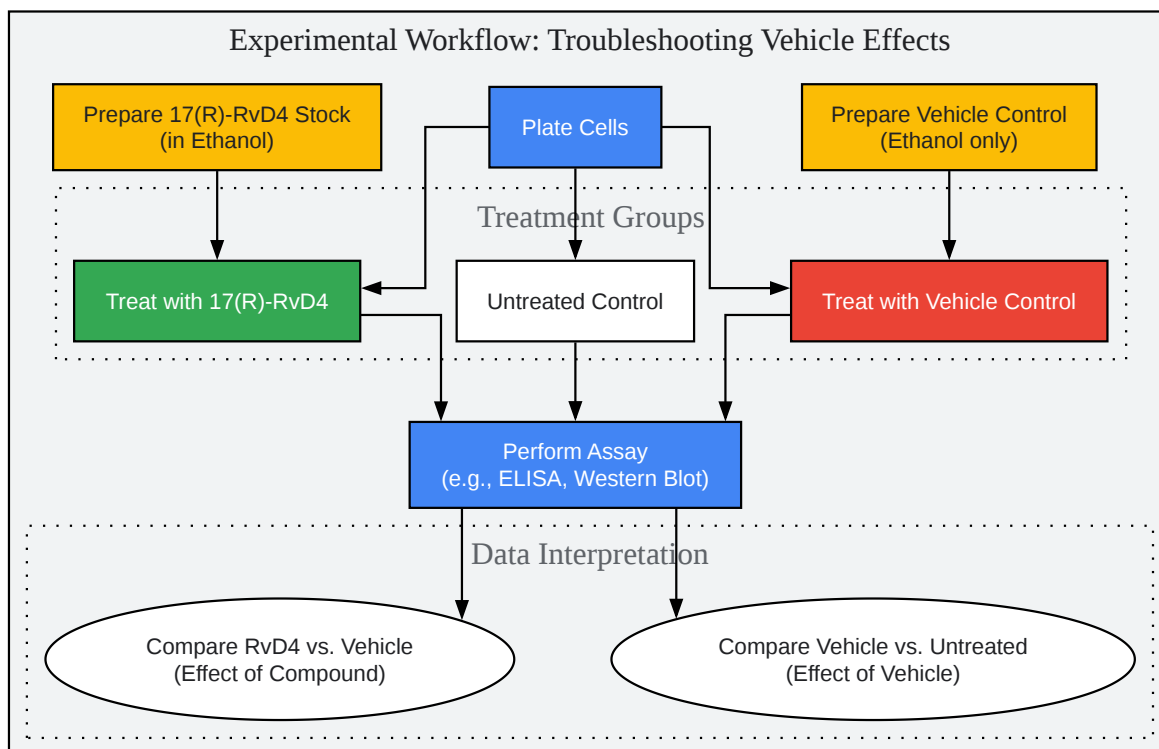 Experimental Workflow: Troubleshooting Vehicle Effects
Prepare 17(R)-RvD4 Stock
(in Ethanol)
Plate Cells
Prepare Vehicle Control
(Ethanol only)
Treatment Groups
Treat with 17(R)-RvD4
Untreated Control
Treat with Vehicle Control
Perform Assay
(e.g., ELISA, Western Blot)
Data Interpretation
Compare RvD4 vs. Vehicle
(Effect of Compound)
Compare Vehicle vs. Untreated
(Effect of Vehicle)